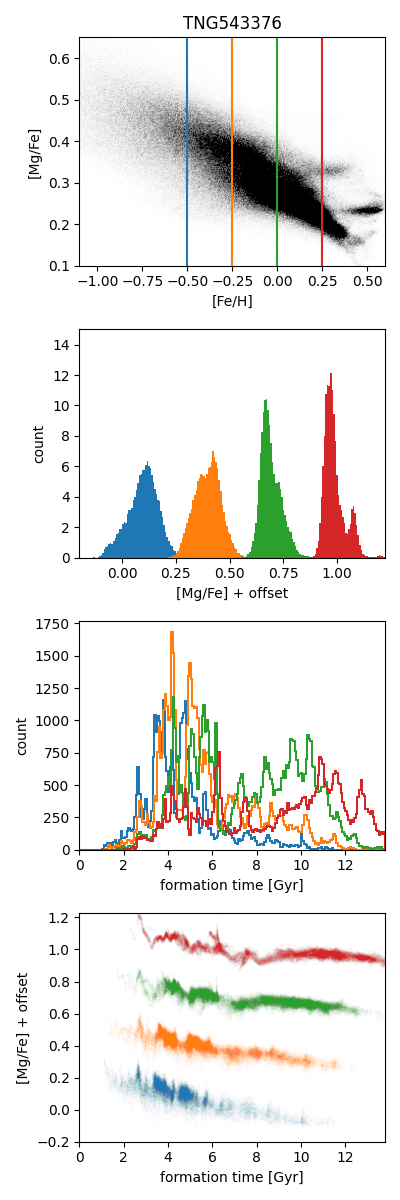 TNG543376
0.6
0.5
0.4
0.3
0.2
0.1
[Mg/Fe]
−1.00 −0.75 −0.50 −0.25 0.00 0.25 0.50
[Fe/H]
14
12
10
8
6
4
2
0
count
0.00 0.25 0.50 0.75 1.00
[Mg/Fe] + offset
1750
1500
1250
1000
750
500
250
0
count
0 2 4 6 8 10 12
formation time [Gyr]
1.2
1.0
0.8
0.6
0.4
0.2
0.0
−0.2
[Mg/Fe] + offset
0 2 4 6 8 10 12
formation time [Gyr]